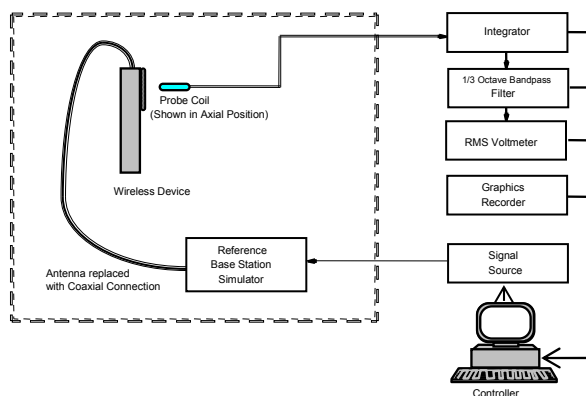 Integrator
1/3 Octave Bandpass
Filter
RMS Voltmeter
Graphics
Recorder
Signal
Source
Controller
Probe Coil
(Shown in Axial Position)
Wireless Device
Reference
Base Station
Simulator
Antenna replaced
with Coaxial Connection